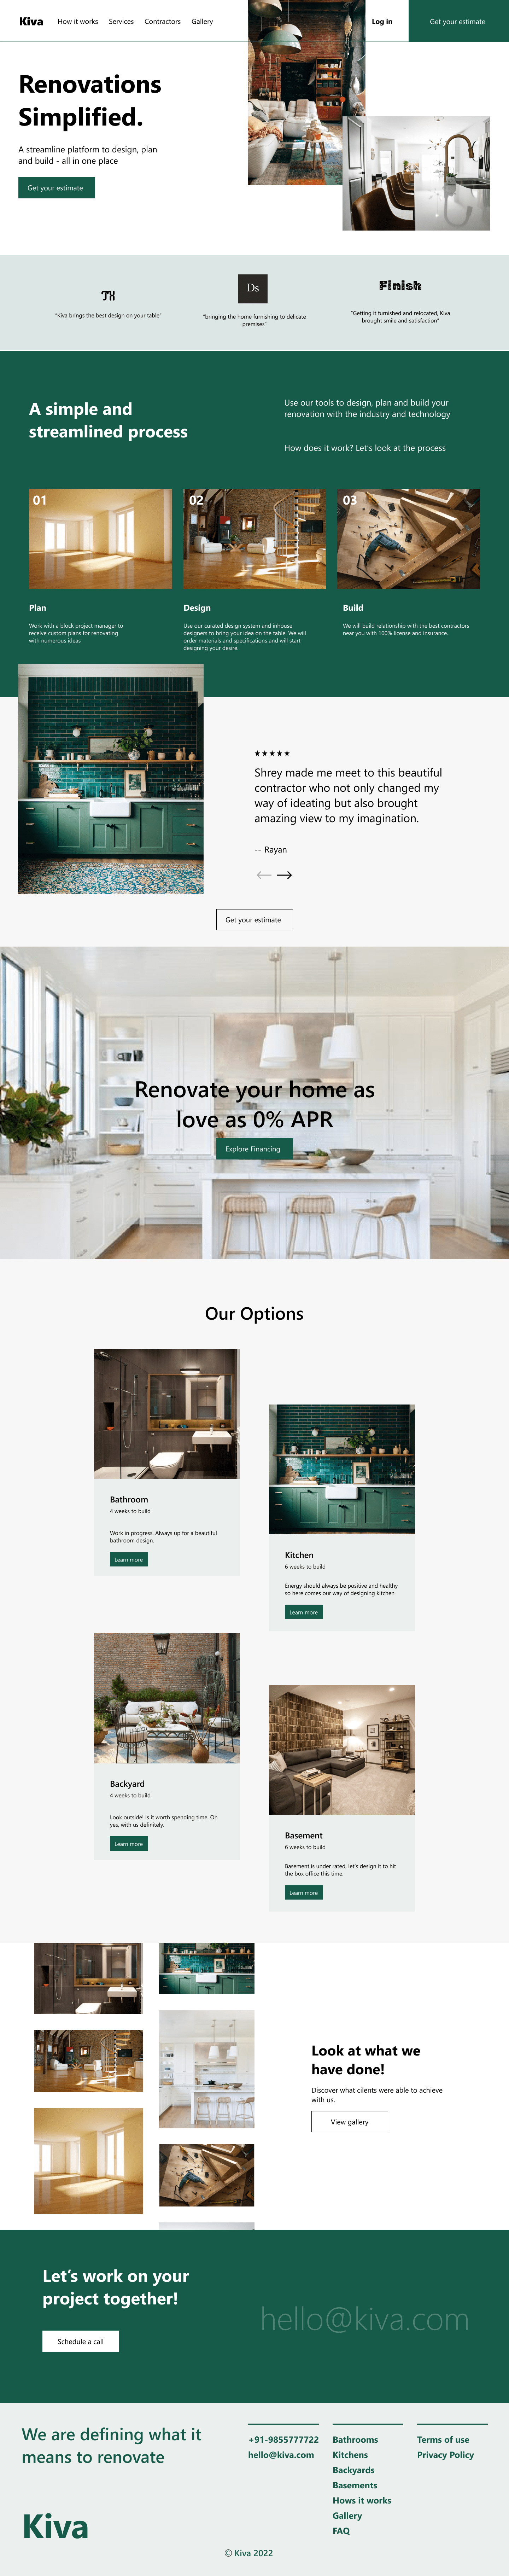 Kiva
How it works
Services
Contractors
Gallery
Log in
Get your estimate
Renovations
Simplified.
A streamline platform to design, plan
and build - all in one place
Get your estimate
TX
"Kiva brings the best design on your table"
Ds
"bringing the home furnishing to delicate
premises"
Finish
"Getting it furnished and relocated, Kiva
brought smile and satisfaction"
A simple and
streamlined process
Use our tools to design, plan and build your
renovation with the industry and technology
How does it work? Let's look at the process
01
02
03
Plan
Work with a block project manager to
receive custom plans for renovating
with numerous ideas
Design
Use our curated design system and inhouse
designers to bring your idea on the table. We will
order materials and specifications and will start
designing your desire.
Build
We will build relationship with the best contractors
near you with 100% license and insurance.
Shrey made me meet to this beautiful
contractor who not only changed my
way of ideating but also brought
amazing view to my imagination.
-- Rayan
Get your estimate
Renovate your home as
love as 0% APR
Explore Financing
Our Options
Bathroom
4 weeks to build
Work in progress. Always up for a beautiful
bathroom design.
Learn more
Kitchen
6 weeks to build
Energy should always be positive and healthy
so here comes our way of designing kitchen
Learn more
Backyard
4 weeks to build
Look outside! Is it worth spending time. Oh
yes, with us definitely.
Learn more
Basement
6 weeks to build
Basement is under rated, let's design it to hit
the box office this time.
Learn more
Look at what we
have done!
Discover what cilents were able to achieve
with us.
View gallery
Let's work on your
project together!
Schedule a call
hello@kiva.com
We are defining what it
means to renovate
Kiva
+91-9855777722
hello@kiva.com
Bathrooms
Kitchens
Backyards
Basements
Hows it works
Gallery
FAQ
Terms of use
Privacy Policy
© Kiva 2022